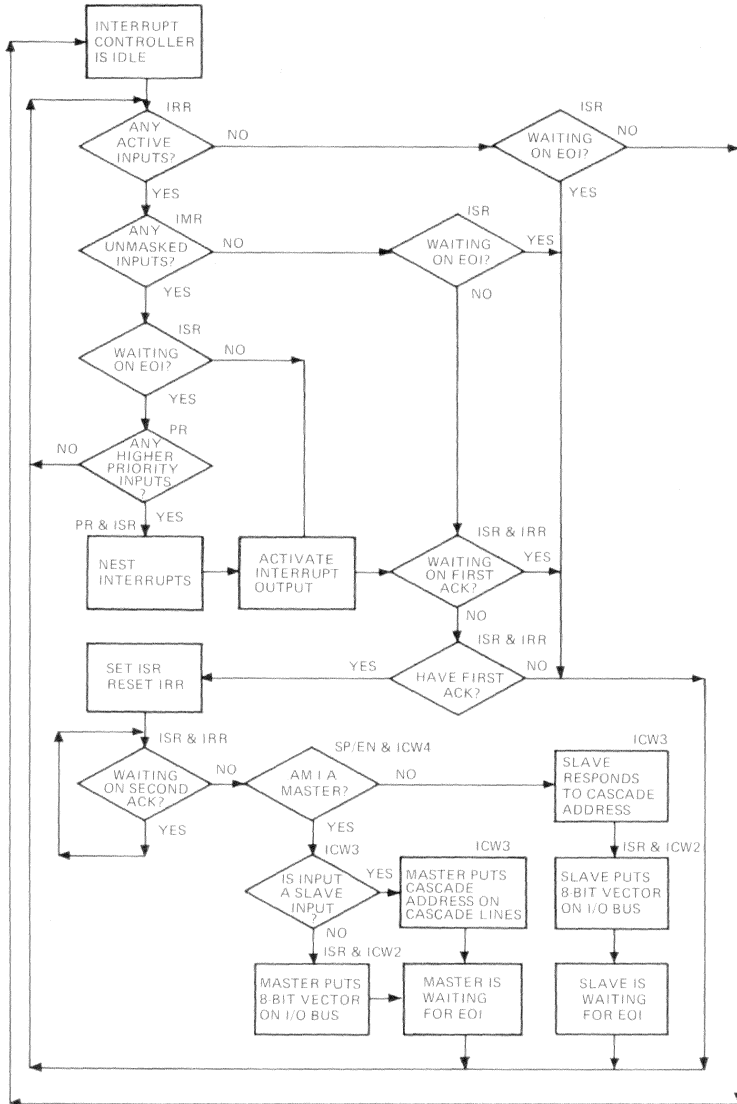 INTERRUPT
CONTROLLER
IS IDLE
IRR
ANY
ACTIVE
INPUTS?
NO
YES
ISR
WAITING
ON EOI?
NO
YES
IMR
ANY
UNMASKED
INPUTS?
NO
YES
ISR
WAITING
ON EOI?
YES
NO
ISR
WAITING
ON EOI?
NO
YES
PR
ANY
HIGHER
PRIORITY
INPUTS
?
NO
YES
PR & ISR
NEST
INTERRUPTS
ACTIVATE
INTERRUPT
OUTPUT
ISR & IRR
WAITING
ON FIRST
ACK?
YES
NO
ISR & IRR
HAVE FIRST
ACK?
YES
NO
SET ISR
RESET IRR
ISR & IRR
WAITING
ON SECOND
ACK?
NO
YES
SP/EN & ICW4
AM I A
MASTER?
NO
YES
ICW3
SLAVE
RESPONDS
TO CASCADE
ADDRESS
ICW3
IS INPUT
A SLAVE
INPUT
?
YES
NO
ICW3
MASTER PUTS
CASCADE
ADDRESS ON
CASCADE LINES
ISR & ICW2
SLAVE PUTS
8-BIT VECTOR
ON I/O BUS
ISR & ICW2
MASTER PUTS
8-BIT VECTOR
ON I/O BUS
MASTER IS
WAITING
FOR EOI
SLAVE IS
WAITING
FOR EOI